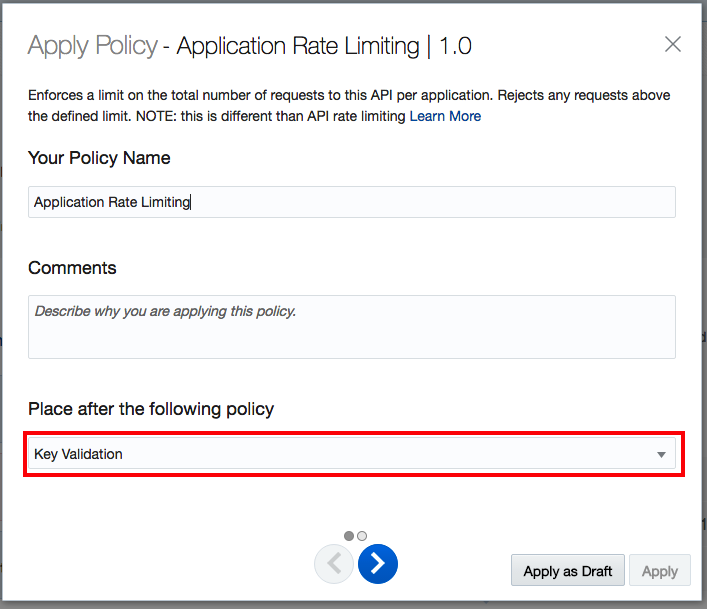 Apply Policy - Application Rate Limiting | 1.0
Enforces a limit on the total number of requests to this API per application. Rejects any requests above
the defined limit. NOTE: this is different than API rate limiting Learn More
Your Policy Name
Application Rate Limiting
Comments
Describe why you are applying this policy.
Place after the following policy
Key Validation
Apply as Draft
Apply